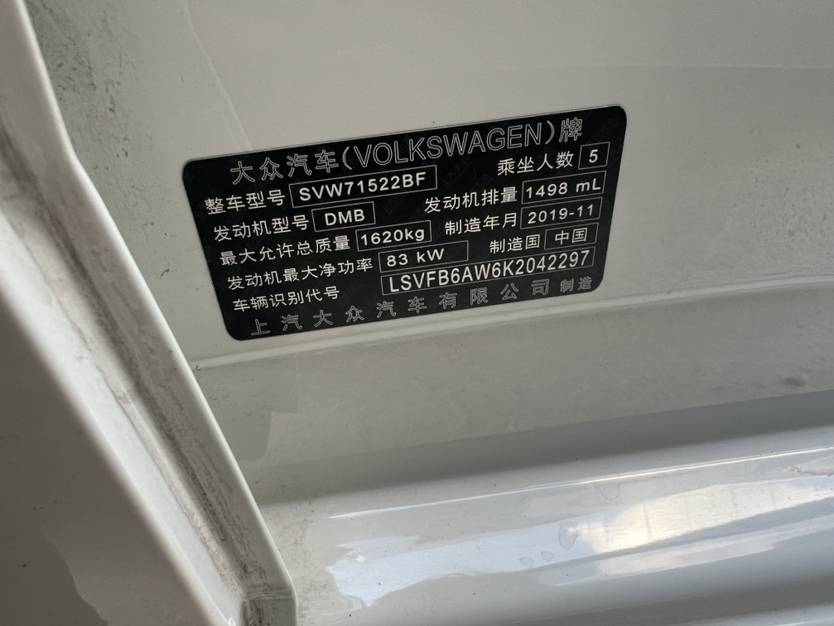 大众汽车(VOLKSWAGEN)牌
整车型号 SVW71522BF 乘坐人数 5
发动机型号 DMB 发动机排量 1498 mL
最大允许总质量 1620kg 制造年月 2019-11
发动机最大净功率 83 kW 制造国 中国
车辆识别代号 LSVFB6AW6K2042297
上汽大众汽车有限公司 制造